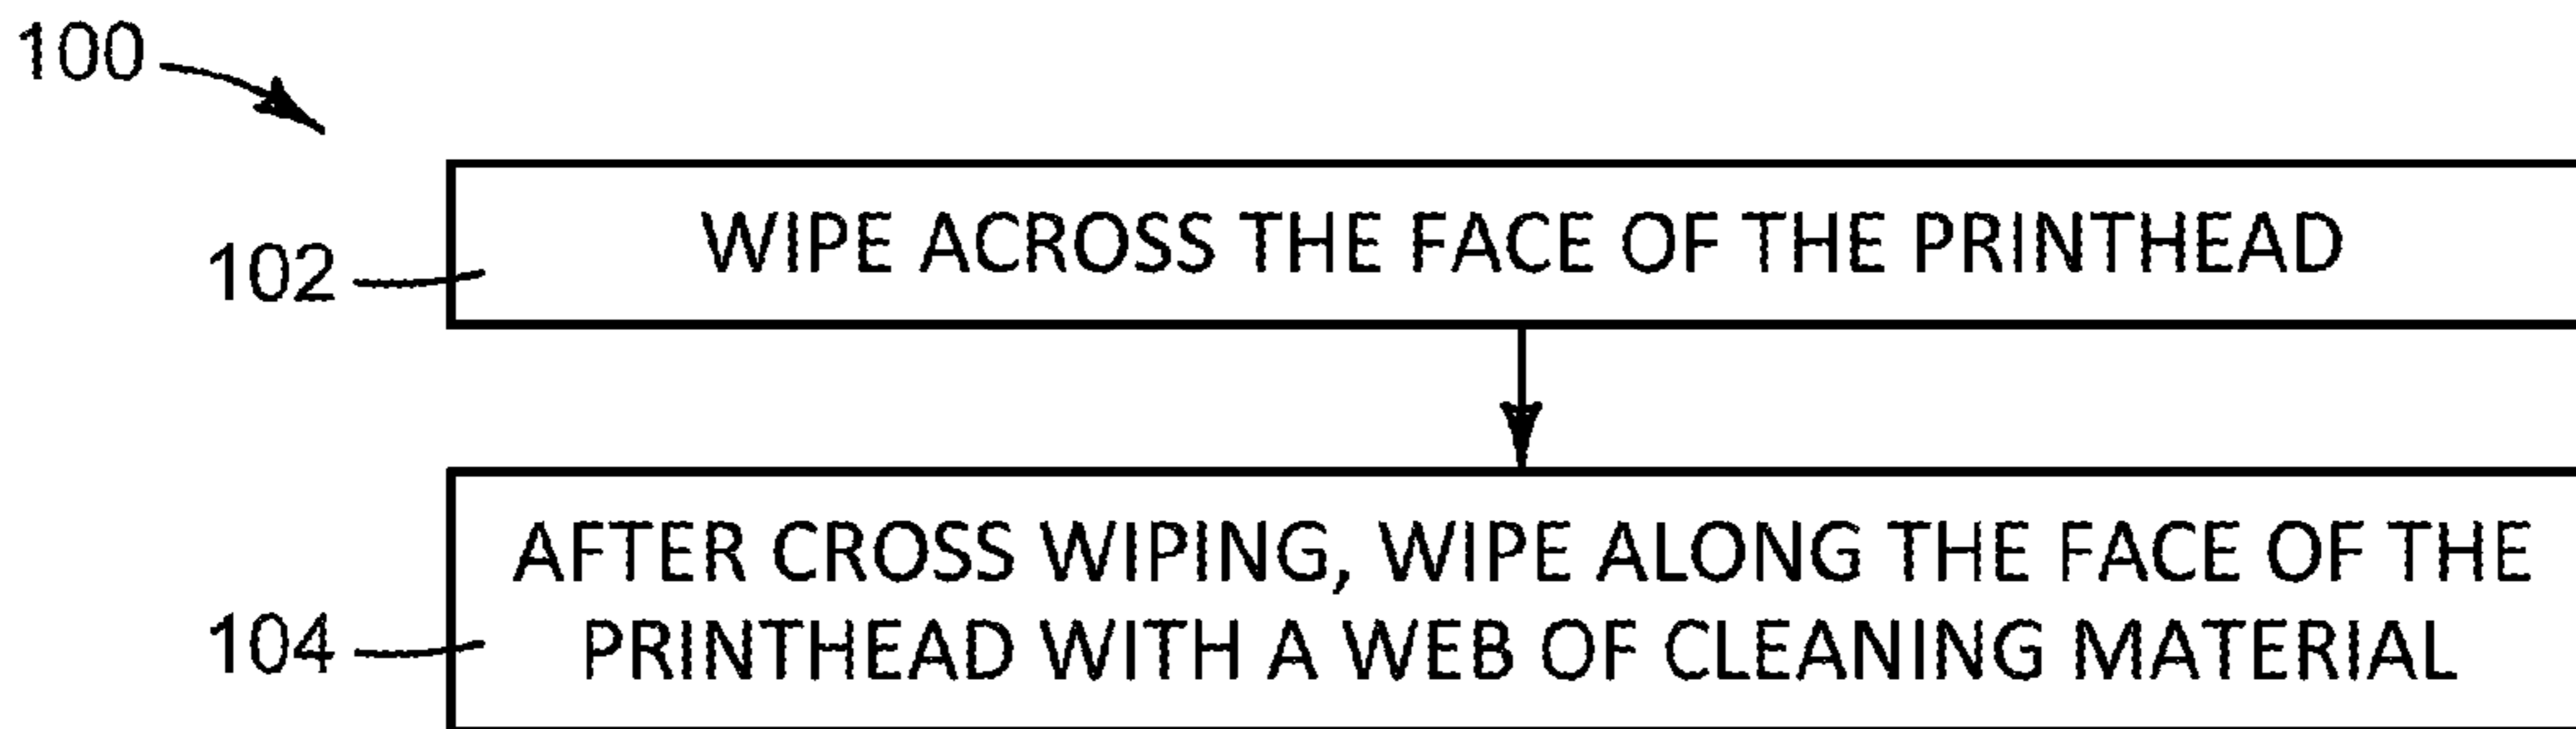 100
102
WIPE ACROSS THE FACE OF THE PRINTHEAD
AFTER CROSS WIPING, WIPE ALONG THE FACE OF THE
104
PRINTHEAD WITH A WEB OF CLEANING MATERIAL